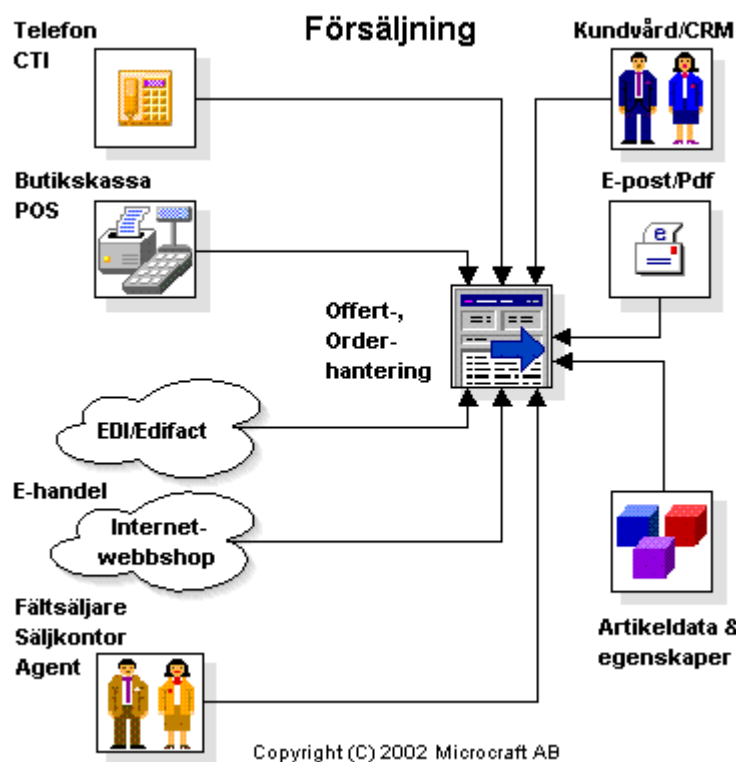 Försäljning
Telefon
CTI
Kundvård/CRM
Butikskassa
POS
E-post/Pdf
e
Offert-,
Order-
hantering
EDI/Edifact
E-handel
Internet-
webbshop
Fältsäljare
Säljkontor
Agent
Artikeldata &
egenskaper
Copyright (C) 2002 Microcraft AB